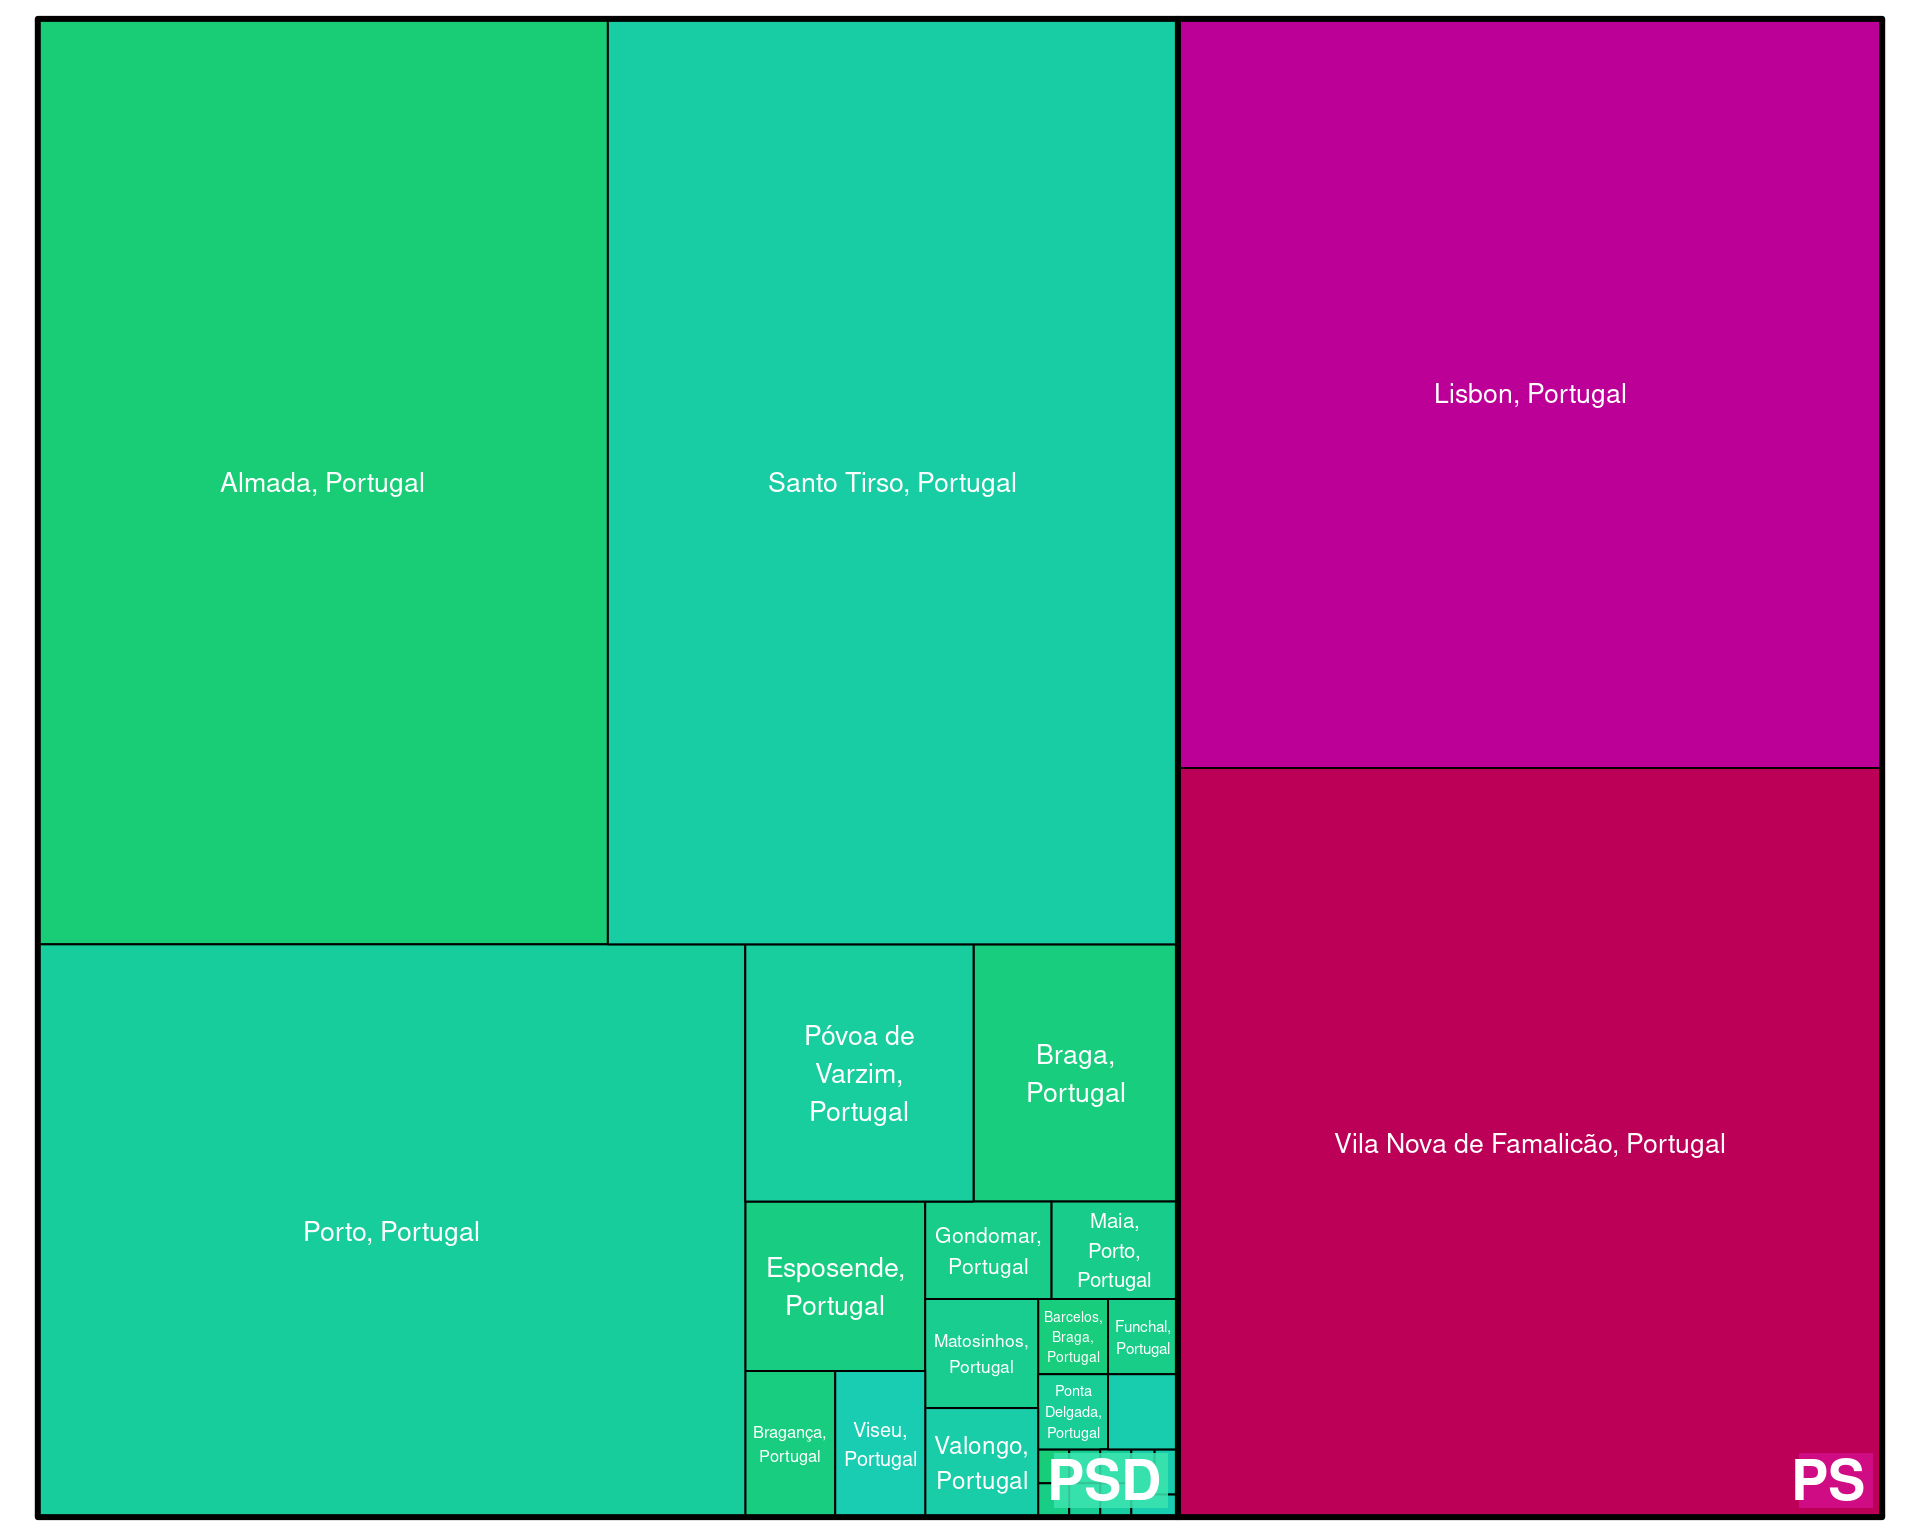 Almada, Portugal
Santo Tirso, Portugal
Lisbon, Portugal
Porto, Portugal
Póvoa de
Varzim,
Portugal
Braga,
Portugal
Vila Nova de Famalicão, Portugal
Esposende,
Portugal
Gondomar,
Portugal
Maia,
Porto,
Portugal
Matosinhos,
Portugal
Barcelos,
Braga,
Portugal
Funchal,
Portugal
Ponta
Delgada,
Portugal
Bragança,
Portugal
Viseu,
Portugal
Valongo,
Portugal
PSD
PS